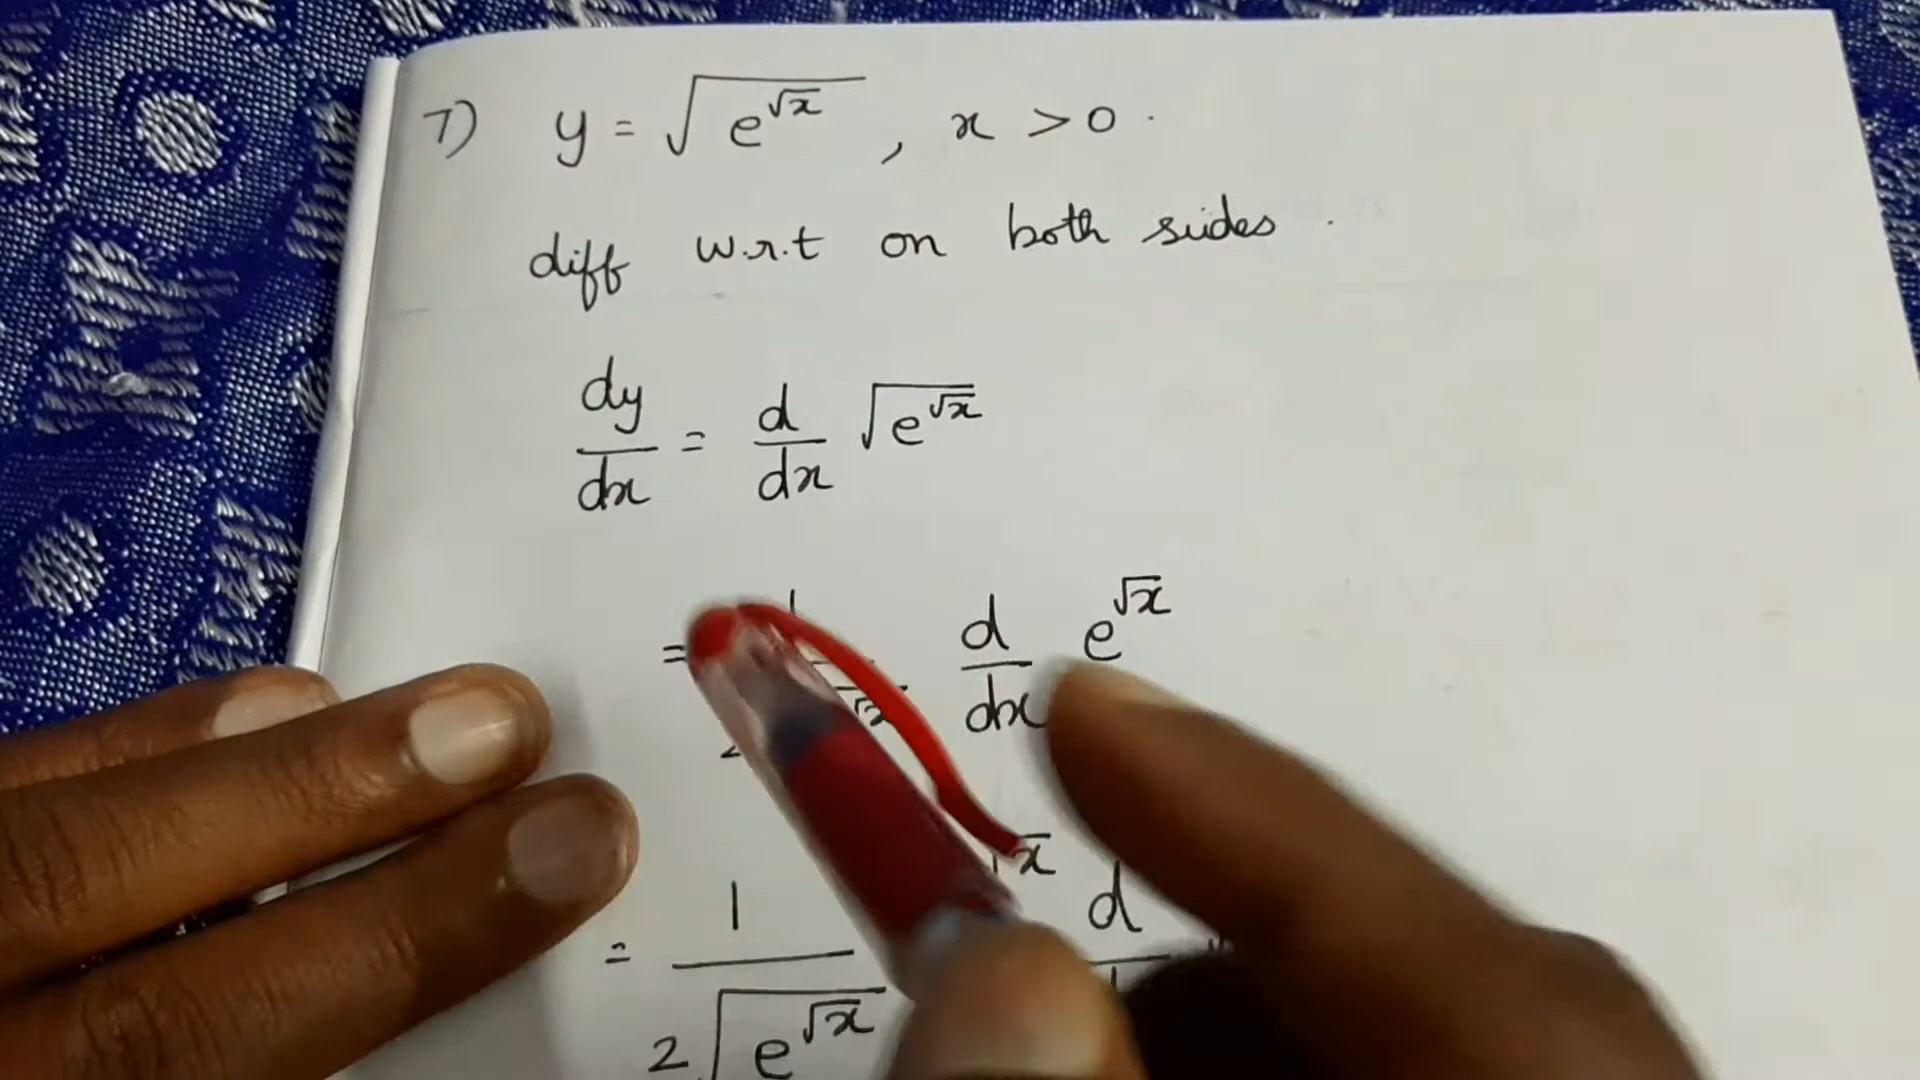 7) y = √(e^√x) , x > 0 .
diff w.r.t on both sides .
dy/dx = d/dx √(e^√x)
= d/dx e^√x
= 1/(2√(e^√x)) √x d